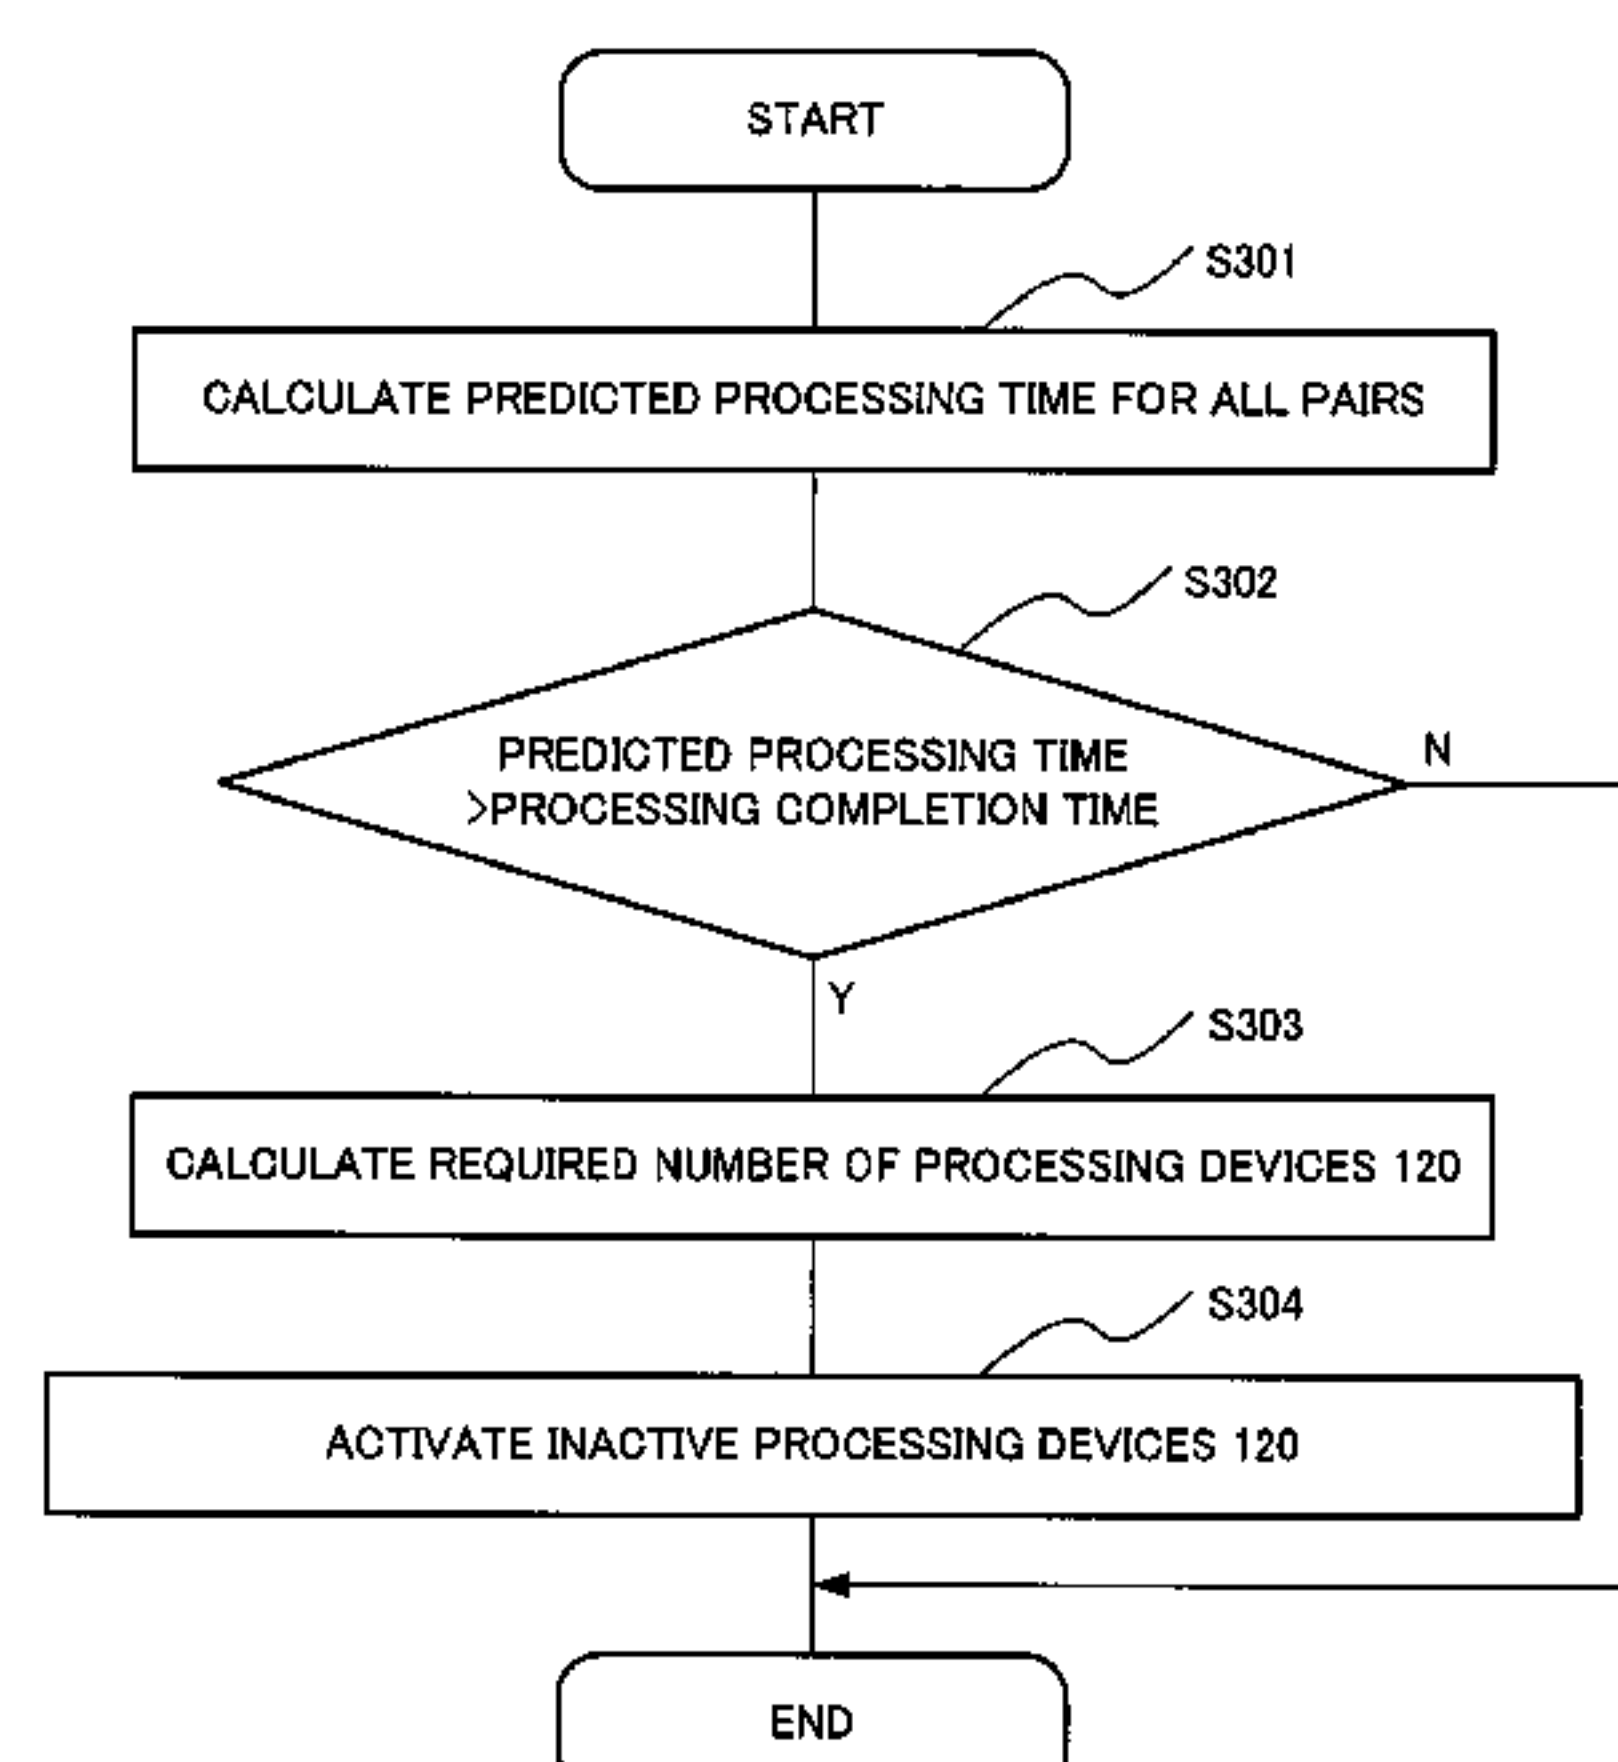 START
S301
CALCULATE PREDICTED PROCESSING TIME FOR ALL PAIRS
S302
PREDICTED PROCESSING TIME
>PROCESSING COMPLETION TIME
N
Y
S303
CALCULATE REQUIRED NUMBER OF PROCESSING DEVICES 120
S304
ACTIVATE INACTIVE PROCESSING DEVICES 120
END